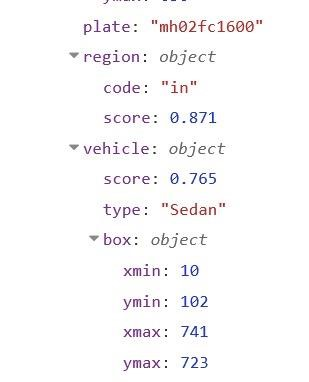 plate: "mh02fc1600"
region: object
code: "in"
score: 0.871
vehicle: object
score: 0.765
type: "Sedan"
box: object
xmin: 10
ymin: 102
xmax: 741
ymax: 723